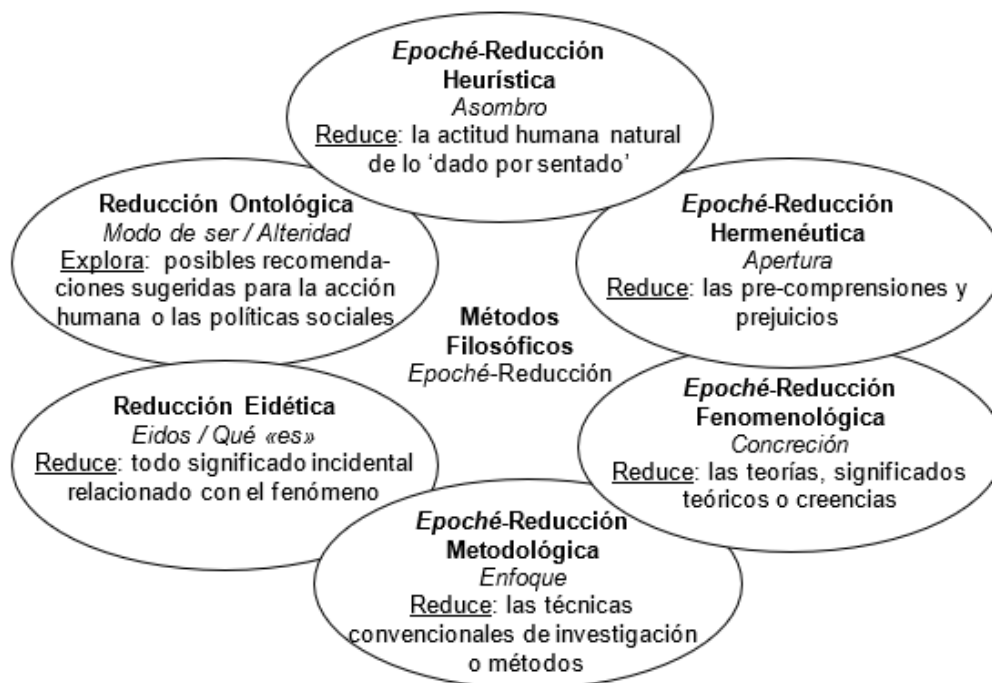 Epoché-Reducción
Heurística
Asombro
Reduce: la actitud humana natural
de lo ‘dado por sentado’
Reducción Ontológica
Modo de ser / Alteridad
Explora: posibles recomenda-
ciones sugeridas para la acción
humana o las políticas sociales
Epoché-Reducción
Hermenéutica
Apertura
Reduce: las pre-comprensiones y
prejuicios
Métodos
Filosóficos
Epoché-Reducción
Reducción Eidética
Eidos / Qué «es»
Reduce: todo significado incidental
relacionado con el fenómeno
Epoché-Reducción
Fenomenológica
Concreción
Reduce: las teorías, significados
teóricos o creencias
Epoché-Reducción
Metodológica
Enfoque
Reduce: las técnicas
convencionales de investigación
o métodos